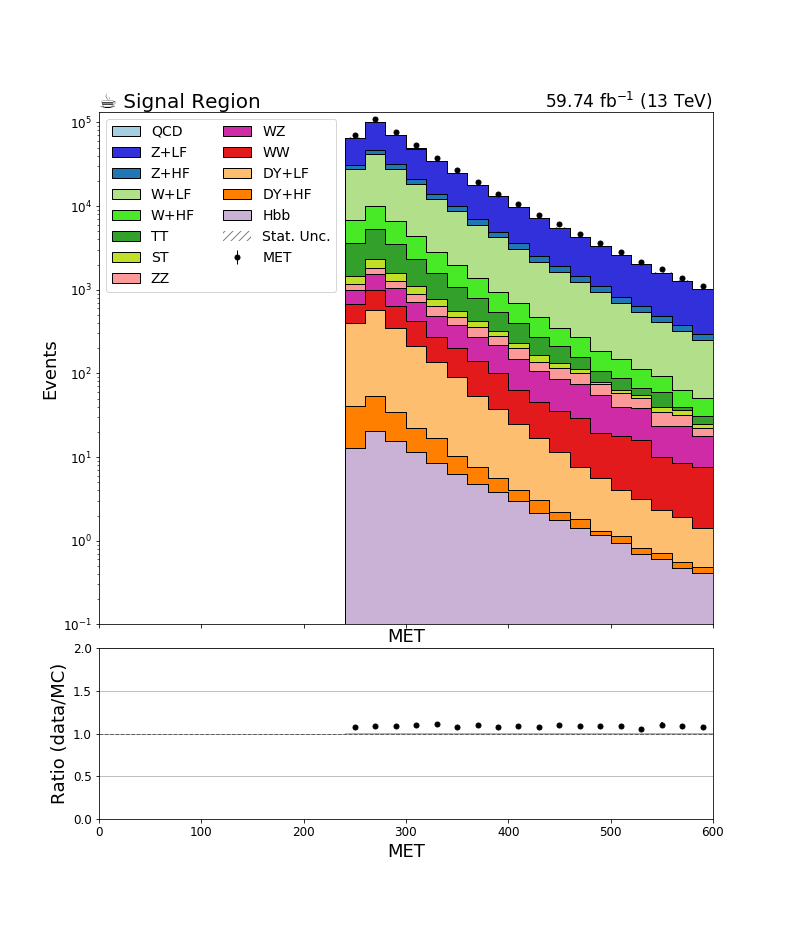 ☕ Signal Region
59.74 fb⁻¹ (13 TeV)
QCD
Z+LF
Z+HF
W+LF
W+HF
TT
ST
ZZ
WZ
WW
DY+LF
DY+HF
Hbb
Stat. Unc.
MET
Events
10⁵
10⁴
10³
10²
10¹
10⁰
10⁻¹
MET
Ratio (data/MC)
2.0
1.5
1.0
0.5
0.0
0
100
200
300
400
500
600
MET